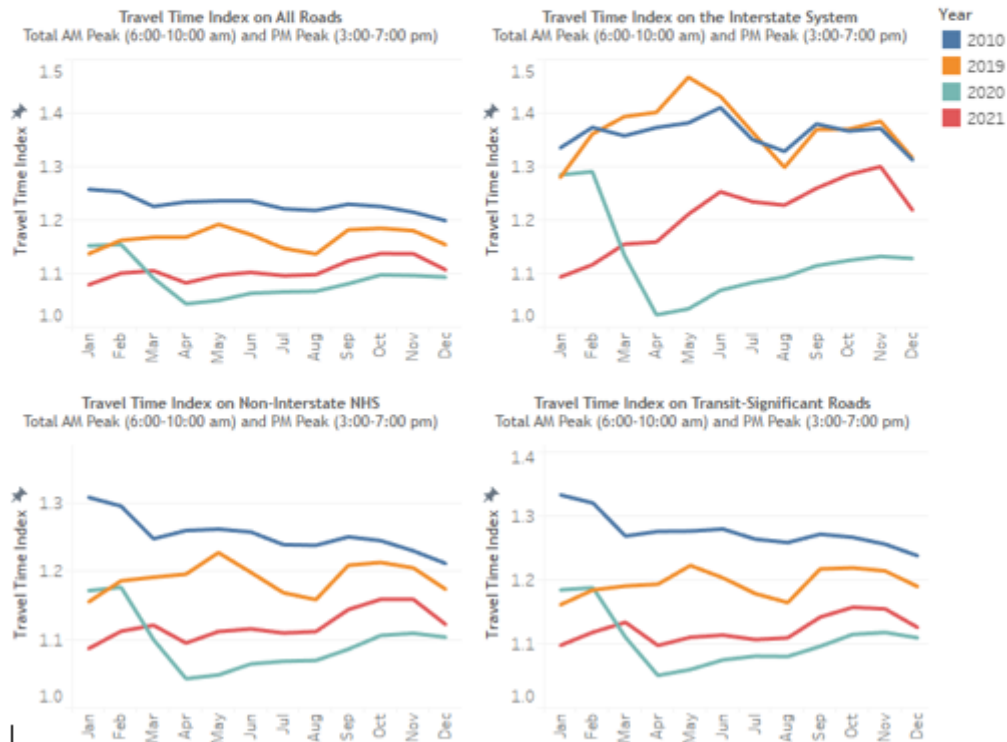 Travel Time Index on All Roads
Total AM Peak (6:00-10:00 am) and PM Peak (3:00-7:00 pm)
Travel Time Index
1.5
1.4
1.3
1.2
1.1
1.0
Jan Feb Mar Apr May Jun Jul Aug Sep Oct Nov Dec
Travel Time Index on the Interstate System
Total AM Peak (6:00-10:00 am) and PM Peak (3:00-7:00 pm)
Travel Time Index
1.5
1.4
1.3
1.2
1.1
1.0
Jan Feb Mar Apr May Jun Jul Aug Sep Oct Nov Dec
Year
2010
2019
2020
2021
Travel Time Index on Non-Interstate NHS
Total AM Peak (6:00-10:00 am) and PM Peak (3:00-7:00 pm)
Travel Time Index
1.3
1.2
1.1
1.0
Jan Feb Mar Apr May Jun Jul Aug Sep Oct Nov Dec
Travel Time Index on Transit-Significant Roads
Total AM Peak (6:00-10:00 am) and PM Peak (3:00-7:00 pm)
Travel Time Index
1.4
1.3
1.2
1.1
1.0
Jan Feb Mar Apr May Jun Jul Aug Sep Oct Nov Dec